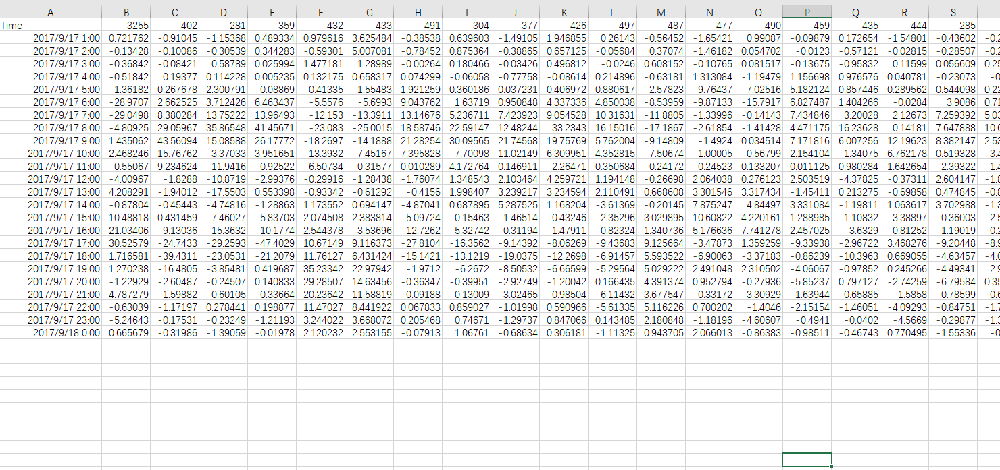 A B C D E F G H I J K L M N O P Q R S
Time 3255 402 281 359 432 433 491 304 377 426 497 487 477 490 459 435 444 285
2017/9/17 1:00 0.721762 -0.91045 -1.15368 0.489334 0.979616 3.625484 -0.38538 0.639603 -1.49105 1.946855 0.26143 -0.56452 -1.65421 0.99087 -0.09879 0.172654 -1.54801 -0.43602
2017/9/17 2:00 -0.13428 -0.10086 -0.30539 0.344283 -0.59301 5.007081 -0.78452 0.875364 -0.38865 0.657125 -0.05684 0.37074 -1.46182 0.054702 -0.0123 -0.57121 -0.02815 -0.28507
2017/9/17 3:00 -0.36842 -0.08421 0.58789 0.025994 1.477181 1.28989 -0.00264 0.180466 -0.03426 0.496812 -0.0246 0.608152 -0.10765 0.081517 -0.13675 -0.95832 0.11599 0.056609
2017/9/17 4:00 -0.51842 0.19377 0.114228 0.005235 0.132175 0.658317 0.074299 -0.06058 -0.77758 -0.08614 0.214896 -0.63181 1.313084 -1.19479 1.156698 0.976576 0.040781 -0.23073
2017/9/17 5:00 -1.36182 0.267678 2.300791 -0.08869 -0.41335 -1.55483 1.921259 0.360186 0.037231 0.406972 0.880617 -2.57823 -9.76437 -7.02516 5.182124 0.857446 0.289562 0.544098
2017/9/17 6:00 -28.9707 2.662525 3.712426 6.463437 -5.5576 -5.6993 9.043762 1.63719 0.950848 4.337336 4.850038 -8.53959 -9.87133 -15.7917 6.827487 1.404266 -0.0284 3.9086
2017/9/17 7:00 -29.0498 8.380284 13.75222 13.96493 -12.153 -13.3911 13.14676 5.236711 7.423923 9.054528 10.31631 -11.8805 -1.33996 -0.14143 7.434846 3.20028 2.12673 7.259392
2017/9/17 8:00 -4.80925 29.05967 35.86548 41.45671 -23.083 -25.0015 18.58746 22.59147 12.48244 33.2343 16.15016 -17.1867 -2.61854 -1.41428 4.471175 16.23628 0.14181 7.647888
2017/9/17 9:00 1.435062 43.56094 15.08588 26.17772 -18.2697 -14.1888 21.28254 30.09565 21.74568 19.75769 5.762004 -9.14809 -1.4924 0.034514 7.171816 6.007256 12.19623 8.382147
2017/9/17 10:00 2.468246 15.76762 -3.37033 3.951651 -13.3932 -7.45167 7.395828 7.70098 11.02149 6.309951 4.352815 -7.50674 -1.00005 -0.56799 2.154104 -1.34075 6.762178 0.519328
2017/9/17 11:00 0.55067 9.234624 -11.9416 -0.92522 -6.50734 -0.31577 0.010289 4.172764 0.146911 2.26471 0.350684 -0.24172 -0.24523 0.133207 0.011125 0.980284 1.642654 -2.39322
2017/9/17 12:00 -4.00967 -1.8288 -10.8719 -2.99376 -0.29916 -1.28438 -1.76074 1.348543 2.103464 4.259721 1.194148 -0.26698 2.064038 0.276123 2.503519 -4.37825 -0.37311 2.604147
2017/9/17 13:00 4.208291 -1.94012 -17.5503 0.553398 -0.93342 -0.61292 -0.4156 1.998407 3.239217 3.234594 2.110491 0.668608 3.301546 3.317434 -1.45411 0.213275 -0.69858 0.474845
2017/9/17 14:00 -0.87804 -0.45443 -4.74816 -1.28863 1.173552 0.694147 -4.87041 0.687895 5.287525 1.168204 -3.61369 -0.20145 7.875247 4.84497 3.331084 -1.19811 1.063617 3.702988
2017/9/17 15:00 10.48818 0.431459 -7.46027 -5.83703 2.074508 2.383814 -5.09724 -0.15463 -1.46514 -0.43246 -2.35296 3.029895 10.60822 4.220161 1.288985 -1.10832 -3.38897 -0.36003
2017/9/17 16:00 21.03406 -9.13036 -15.3632 -10.1774 2.544378 3.53696 -12.7262 -5.32742 -0.31194 -1.47911 -0.82324 1.340736 5.176636 7.741278 2.457025 -3.6329 -0.81252 -1.19019
2017/9/17 17:00 30.52579 -24.7433 -29.2593 -47.4029 10.67149 9.116373 -27.8104 -16.3562 -9.14392 -8.06269 -9.43683 9.125664 -3.47873 1.359259 -9.33938 -2.96722 3.468276 -9.20448
2017/9/17 18:00 1.716581 -39.4311 -23.0531 -21.2079 11.76127 6.431424 -15.1421 -13.1219 -19.0375 -12.2698 -6.91457 5.593522 -6.90063 -3.37183 -0.86239 -10.3963 0.669055 -4.63457
2017/9/17 19:00 1.270238 -16.4805 -3.85481 0.419687 35.23342 22.97942 -1.9712 -6.2672 -8.50532 -6.66599 -5.29564 5.029222 2.491048 2.310502 -4.06067 -0.97852 0.245266 -4.49341
2017/9/17 20:00 -1.22929 -2.60487 -0.24507 0.140833 29.28507 14.63456 -0.36347 -0.39951 -2.92749 -1.20042 0.166435 4.391374 0.952794 -0.27936 -5.85237 0.797127 -2.74259 -6.79584
2017/9/17 21:00 4.787279 -1.59882 -0.60105 -0.33664 20.23642 11.58819 -0.09188 -0.13009 -3.02465 -0.98504 -6.11432 3.677547 -0.33172 -3.30929 -1.63944 -0.65885 -1.5858 -0.78599
2017/9/17 22:00 -0.63039 -1.17197 0.278441 0.198877 11.47027 8.441922 0.067833 0.859027 -1.01998 0.590966 -5.61335 5.116226 0.700202 -1.4046 -2.15154 -1.46051 -4.09293 -0.84751
2017/9/17 23:00 -5.24643 -0.17531 -0.23249 -1.21193 3.244022 3.668072 0.205468 0.74671 -1.29737 0.847066 0.143485 2.180848 -1.18196 -4.60607 -0.4941 -0.0402 -4.5669 -0.29877
2017/9/18 0:00 0.665679 -0.31986 -1.39059 -0.01978 2.120232 2.553155 -0.07913 1.06761 -0.68634 0.306181 -1.11325 0.943705 2.066013 -0.86383 -0.98511 -0.46743 0.770495 -1.55336